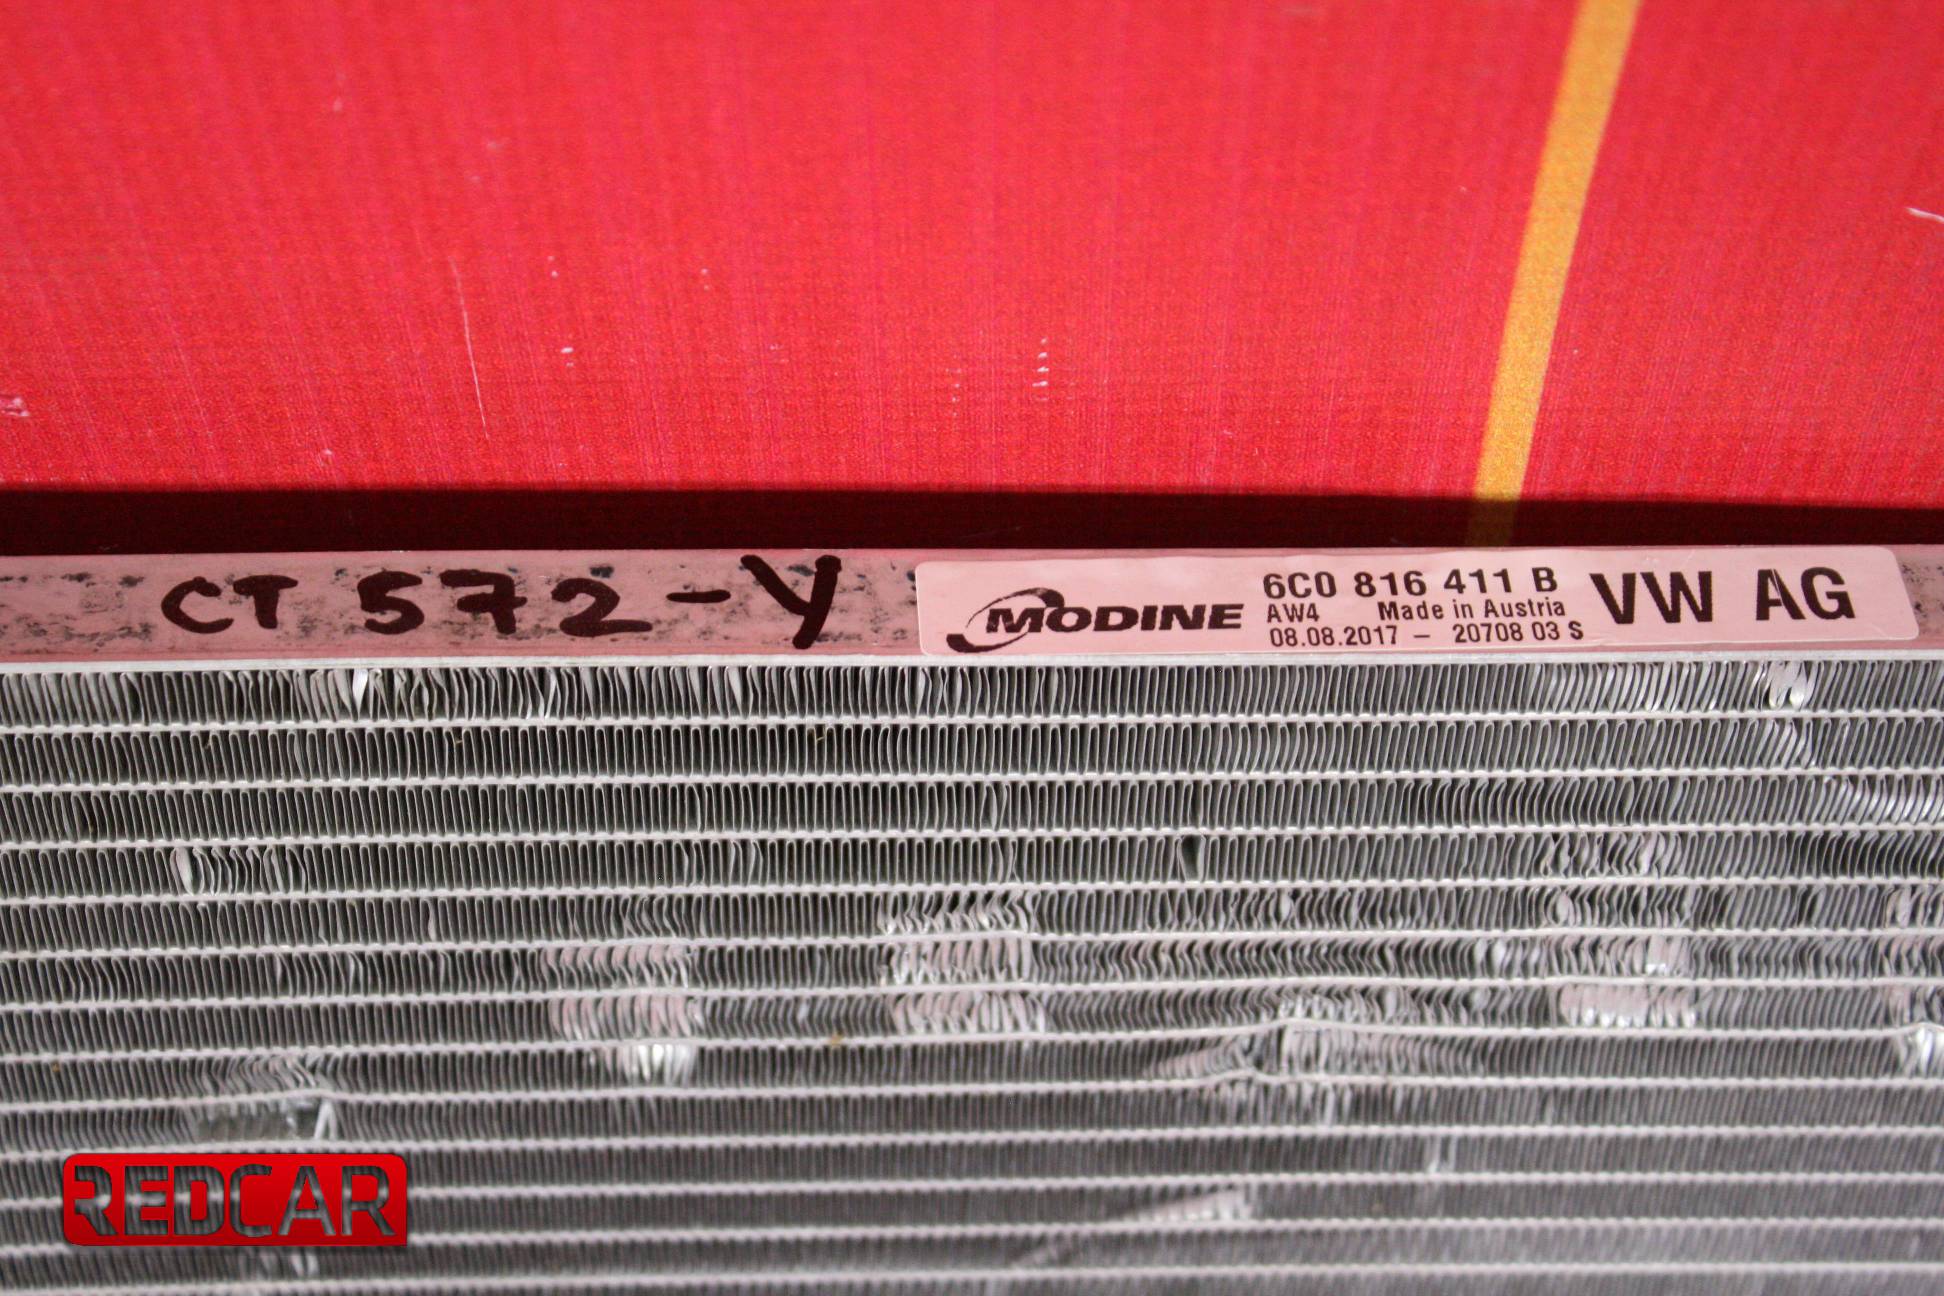 CT 572-Y
MODINE
6C0 816 411 B
AW4 Made in Austria
08.08.2017 – 20708 03 S
VW AG
REDCAR